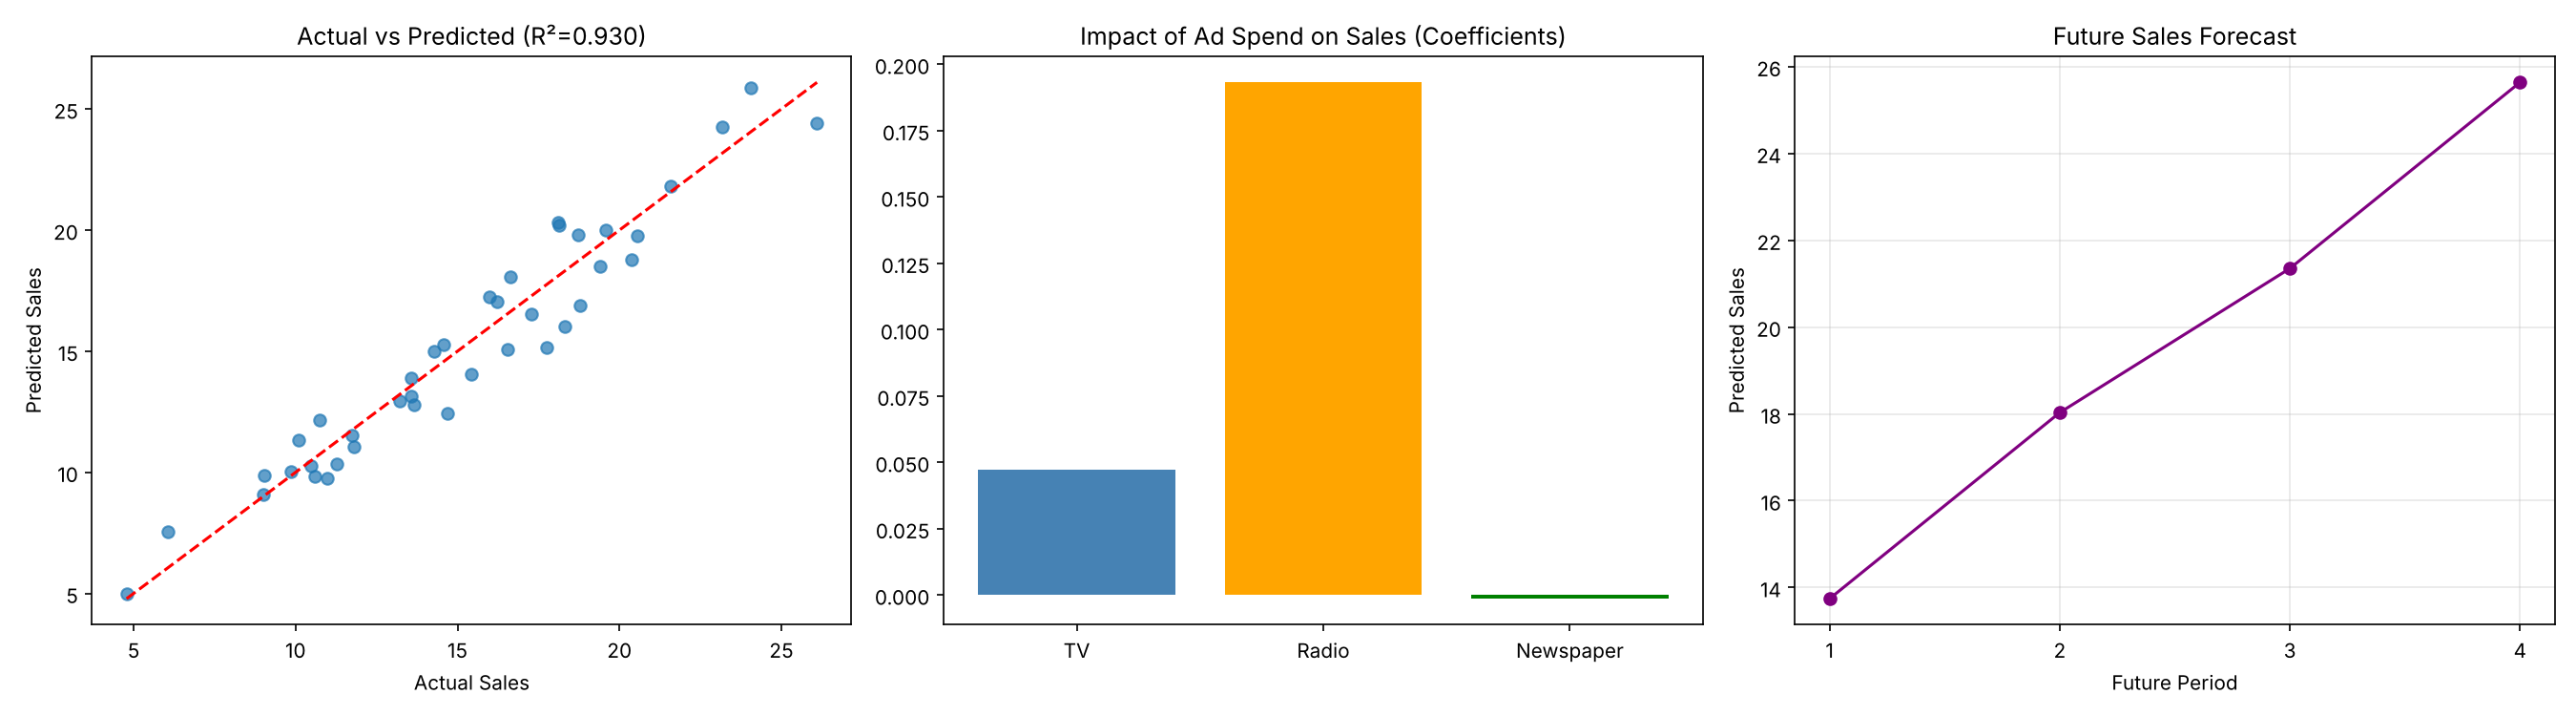 Actual vs Predicted (R²=0.930)
Predicted Sales
25
20
15
10
5
5 10 15 20 25
Actual Sales
Impact of Ad Spend on Sales (Coefficients)
0.200
0.175
0.150
0.125
0.100
0.075
0.050
0.025
0.000
TV Radio Newspaper
Future Sales Forecast
Predicted Sales
26
24
22
20
18
16
14
1 2 3 4
Future Period